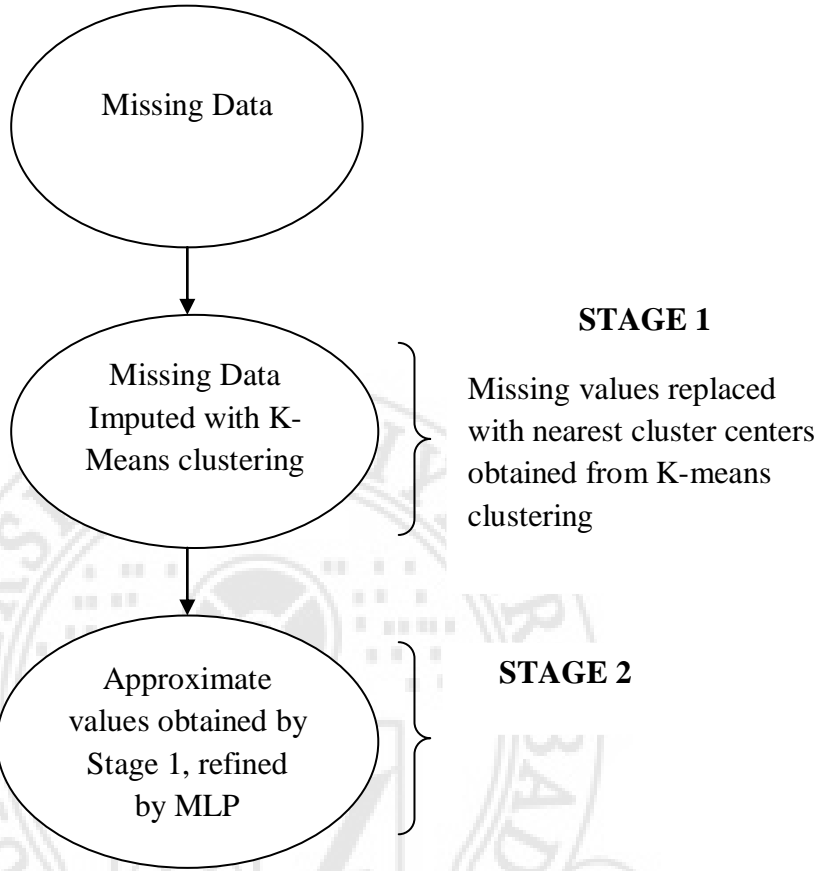 Missing Data
STAGE 1
Missing Data
Imputed with K-
Means clustering
Missing values replaced
with nearest cluster centers
obtained from K-means
clustering
STAGE 2
Approximate
values obtained by
Stage 1, refined
by MLP